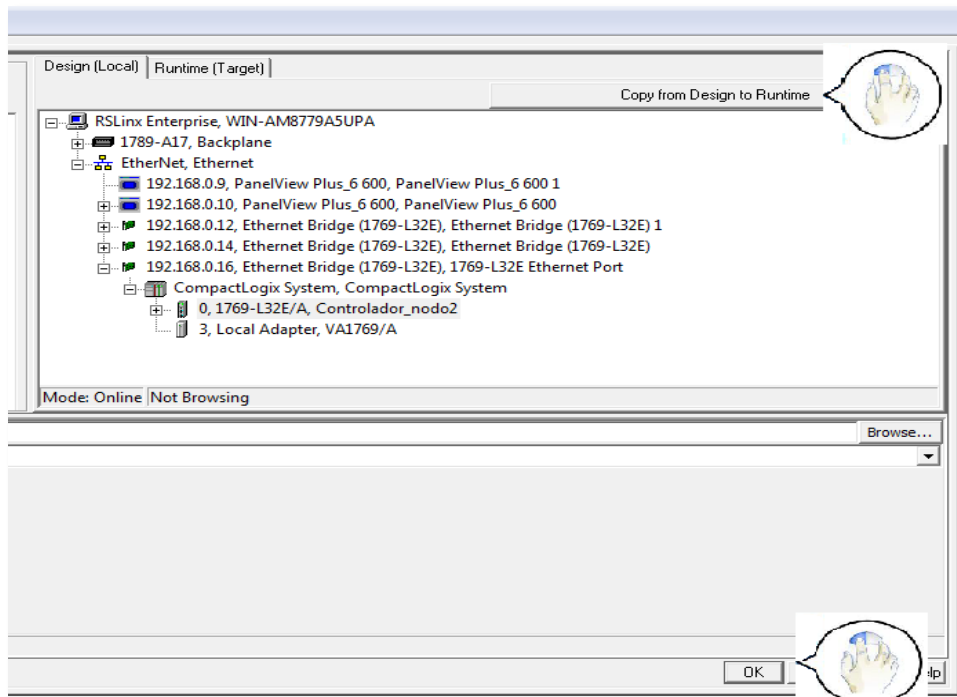 Design (Local) Runtime (Target)
Copy from Design to Runtime
RSLinx Enterprise, WIN-AM8779A5UPA
1789-A17, Backplane
EtherNet, Ethernet
192.168.0.9, PanelView Plus_6 600, PanelView Plus_6 600 1
192.168.0.10, PanelView Plus_6 600, PanelView Plus_6 600
192.168.0.12, Ethernet Bridge (1769-L32E), Ethernet Bridge (1769-L32E) 1
192.168.0.14, Ethernet Bridge (1769-L32E), Ethernet Bridge (1769-L32E)
192.168.0.16, Ethernet Bridge (1769-L32E), 1769-L32E Ethernet Port
CompactLogix System, CompactLogix System
0, 1769-L32E/A, Controlador_nodo2
3, Local Adapter, VA1769/A
Mode: Online Not Browsing
Browse...
OK elp